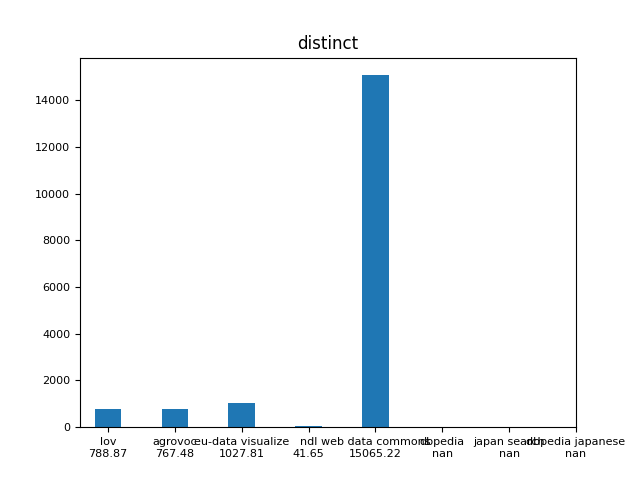 distinct
14000
12000
10000
8000
6000
4000
2000
0
lov agrovoc eu-data visualize ndl web data commons dbpedia japan search dbpedia japanese
788.87 767.48 1027.81 41.65 15065.22 nan nan nan